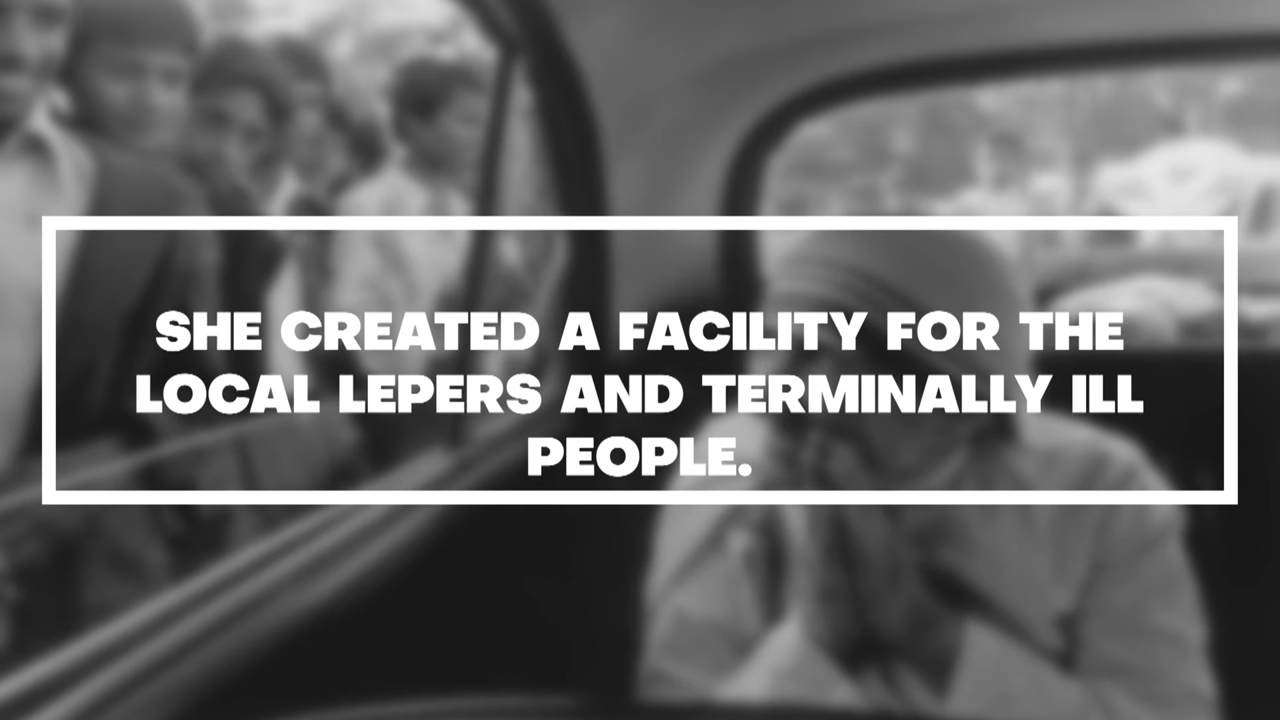 SHE CREATED A FACILITY FOR THE
LOCAL LEPERS AND TERMINALLY ILL
PEOPLE.